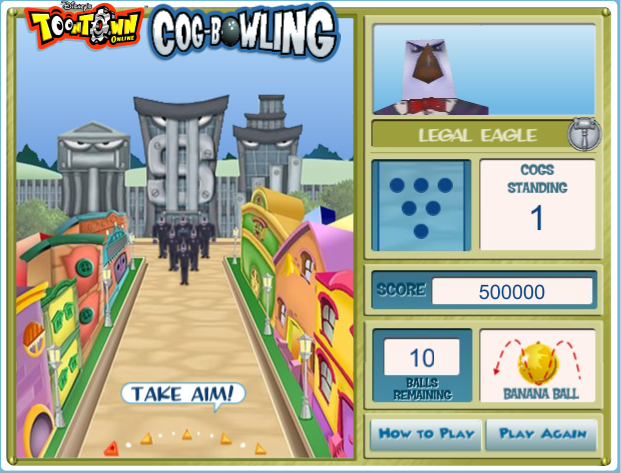 Disney's
TOONTOWN
ONLINE
COG-BOWLING
LEGAL EAGLE
COGS
STANDING
1
SCORE
500000
10
BALLS
REMAINING
BANANA BALL
TAKE AIM!
HOW TO PLAY
PLAY AGAIN